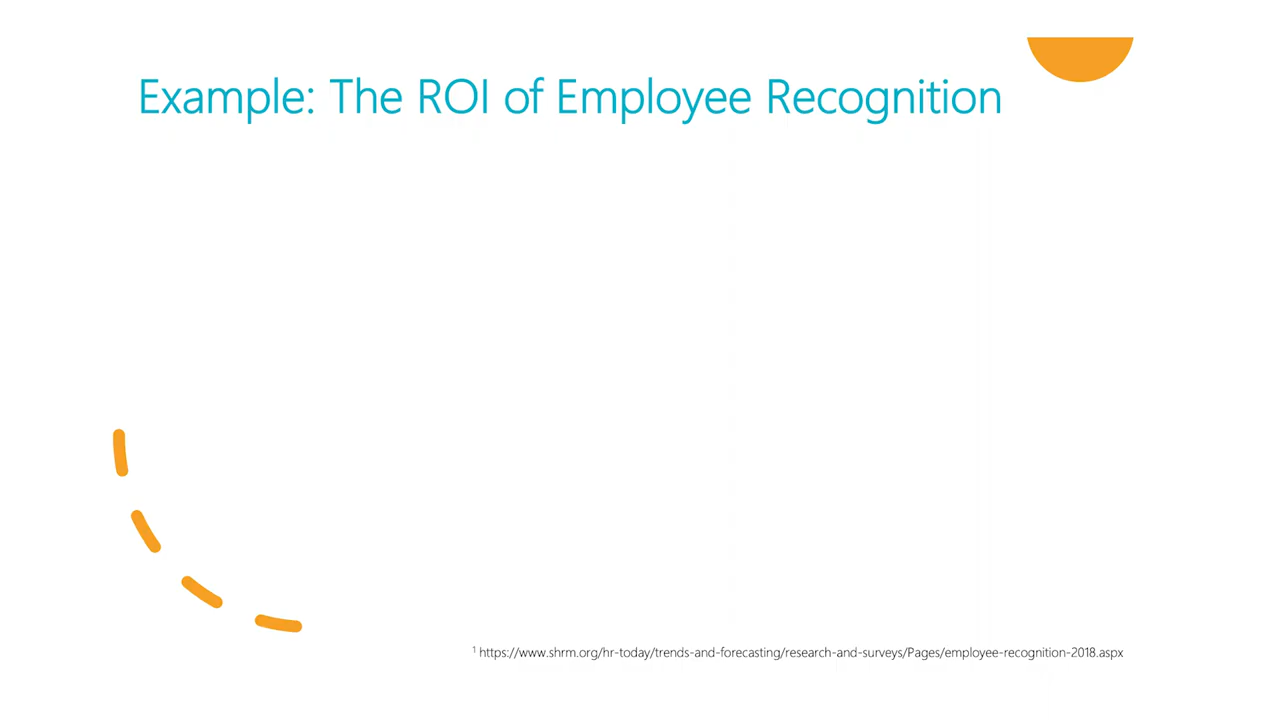 Example: The ROI of Employee Recognition
1 https://www.shrm.org/hr-today/trends-and-forecasting/research-and-surveys/Pages/employee-recognition-2018.aspx